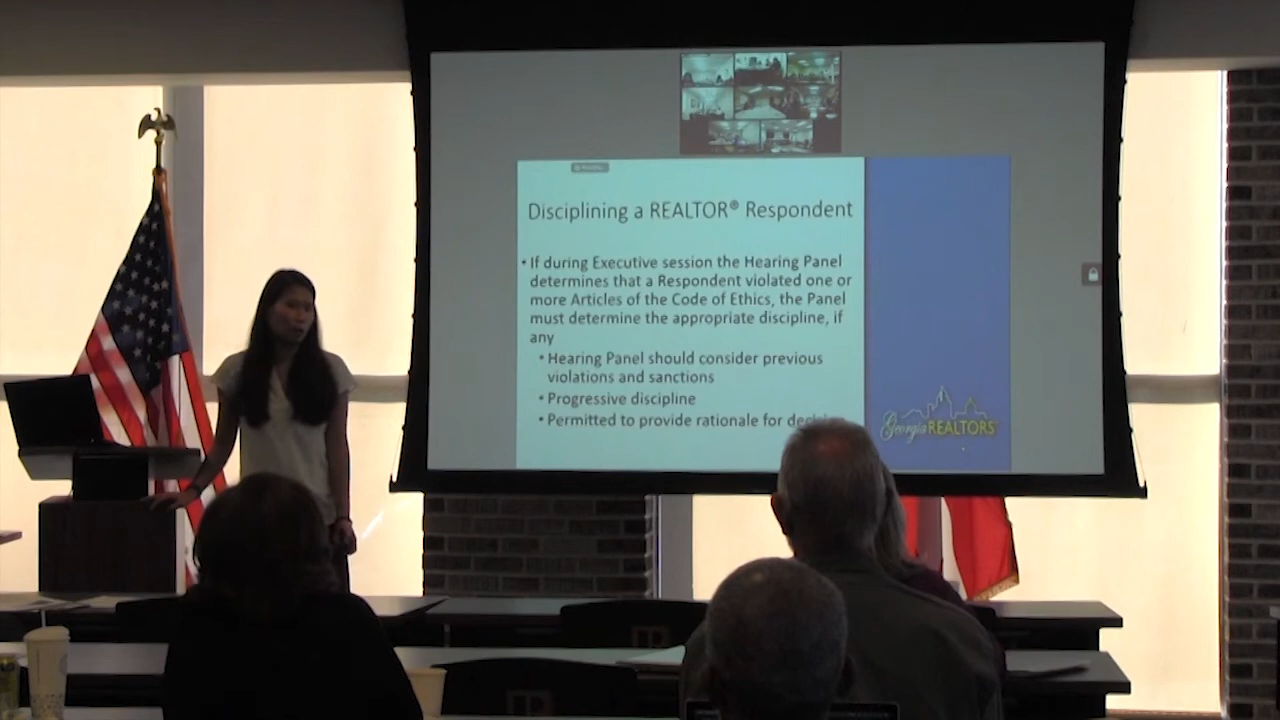 Disciplining a REALTOR® Respondent
• If during Executive session the Hearing Panel
determines that a Respondent violated one or
more Articles of the Code of Ethics, the Panel
must determine the appropriate discipline, if
any
• Hearing Panel should consider previous
violations and sanctions
• Progressive discipline
• Permitted to provide rationale for
Georgia REALTORS